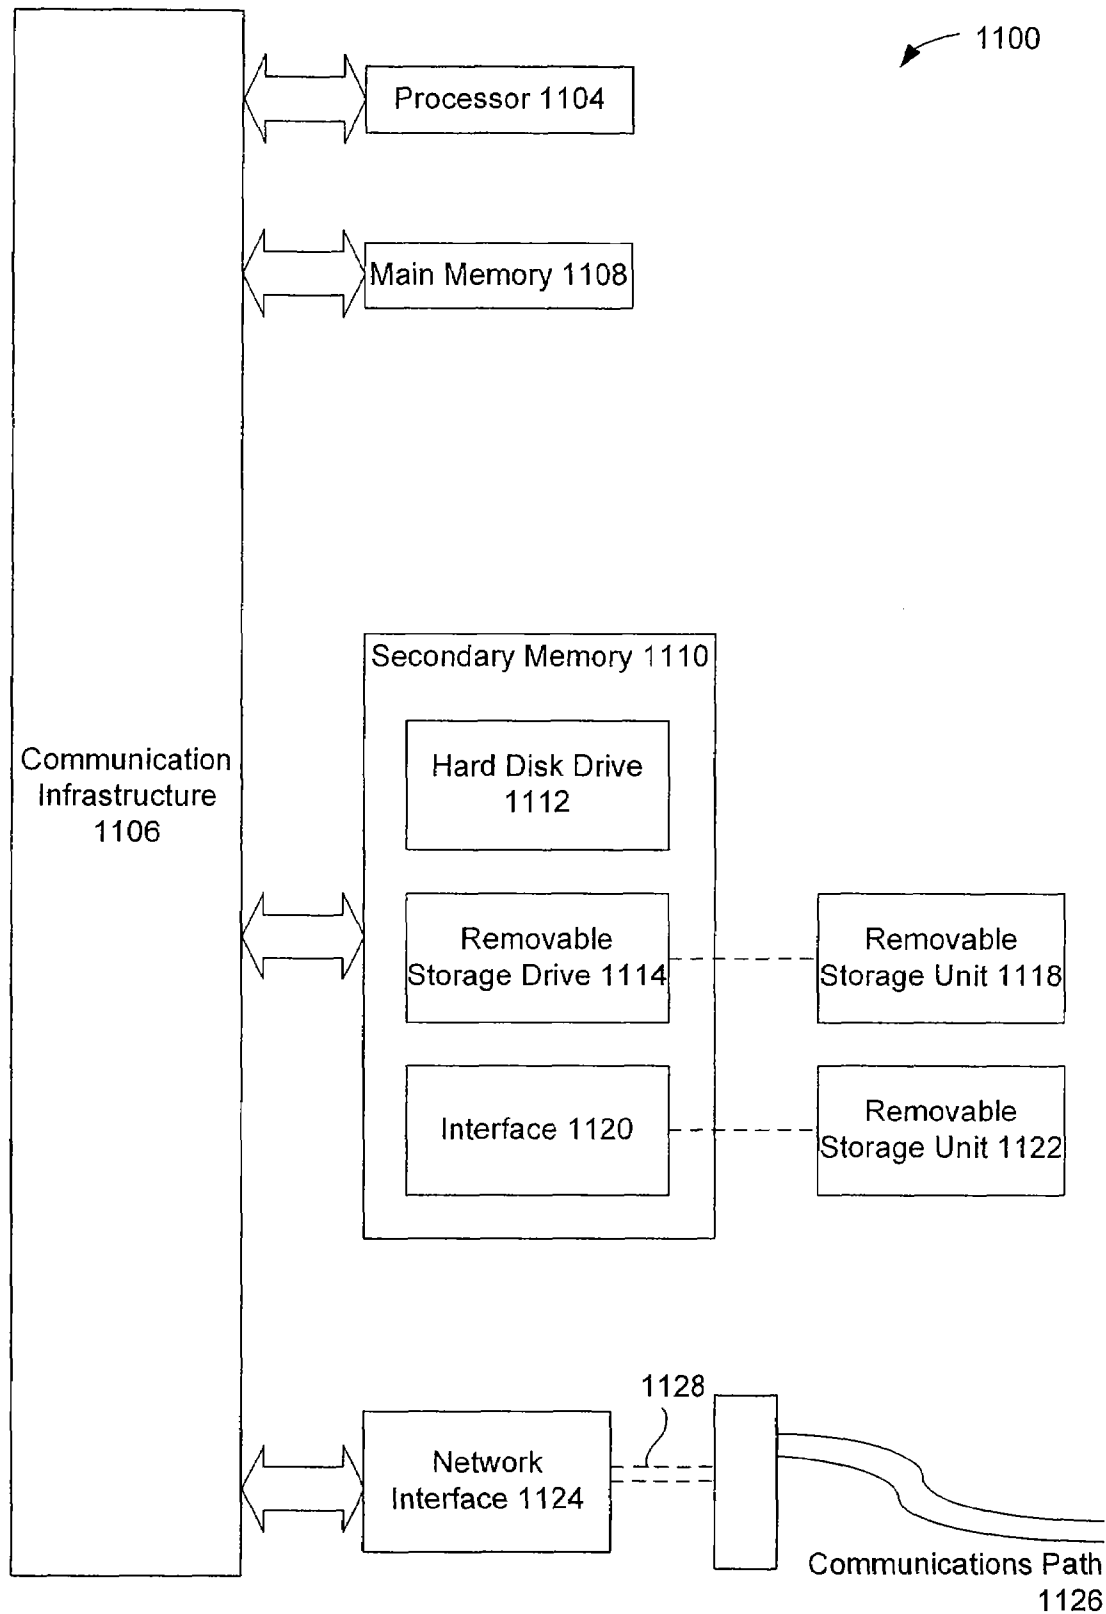 1100
Processor 1104
Main Memory 1108
Secondary Memory 1110
Communication
Infrastructure
1106
Hard Disk Drive
1112
Removable
Storage Drive 1114
Removable
Storage Unit 1118
Interface 1120
Removable
Storage Unit 1122
1128
Network
Interface 1124
Communications Path
1126